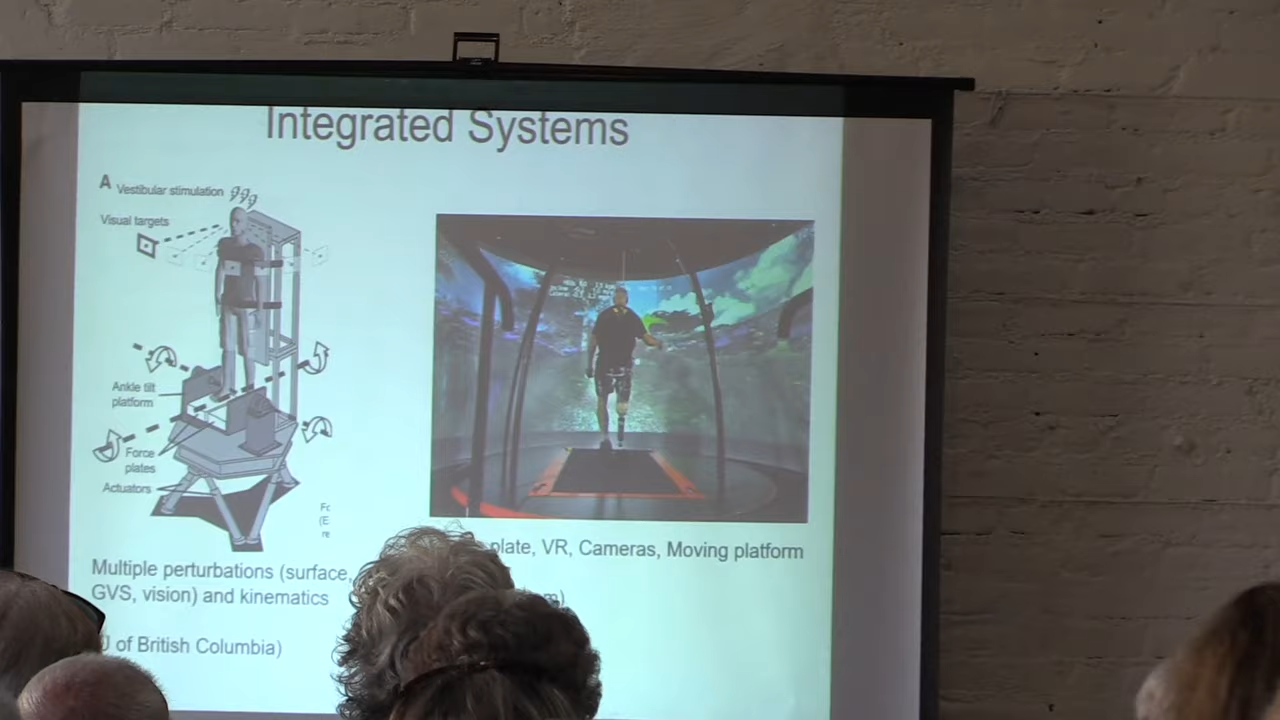 Integrated Systems
A Vestibular stimulation
Visual targets
Ankle tilt
platform
Force
plates
Actuators
plate, VR, Cameras, Moving platform
Multiple perturbations (surface,
GVS, vision) and kinematics
of British Columbia)